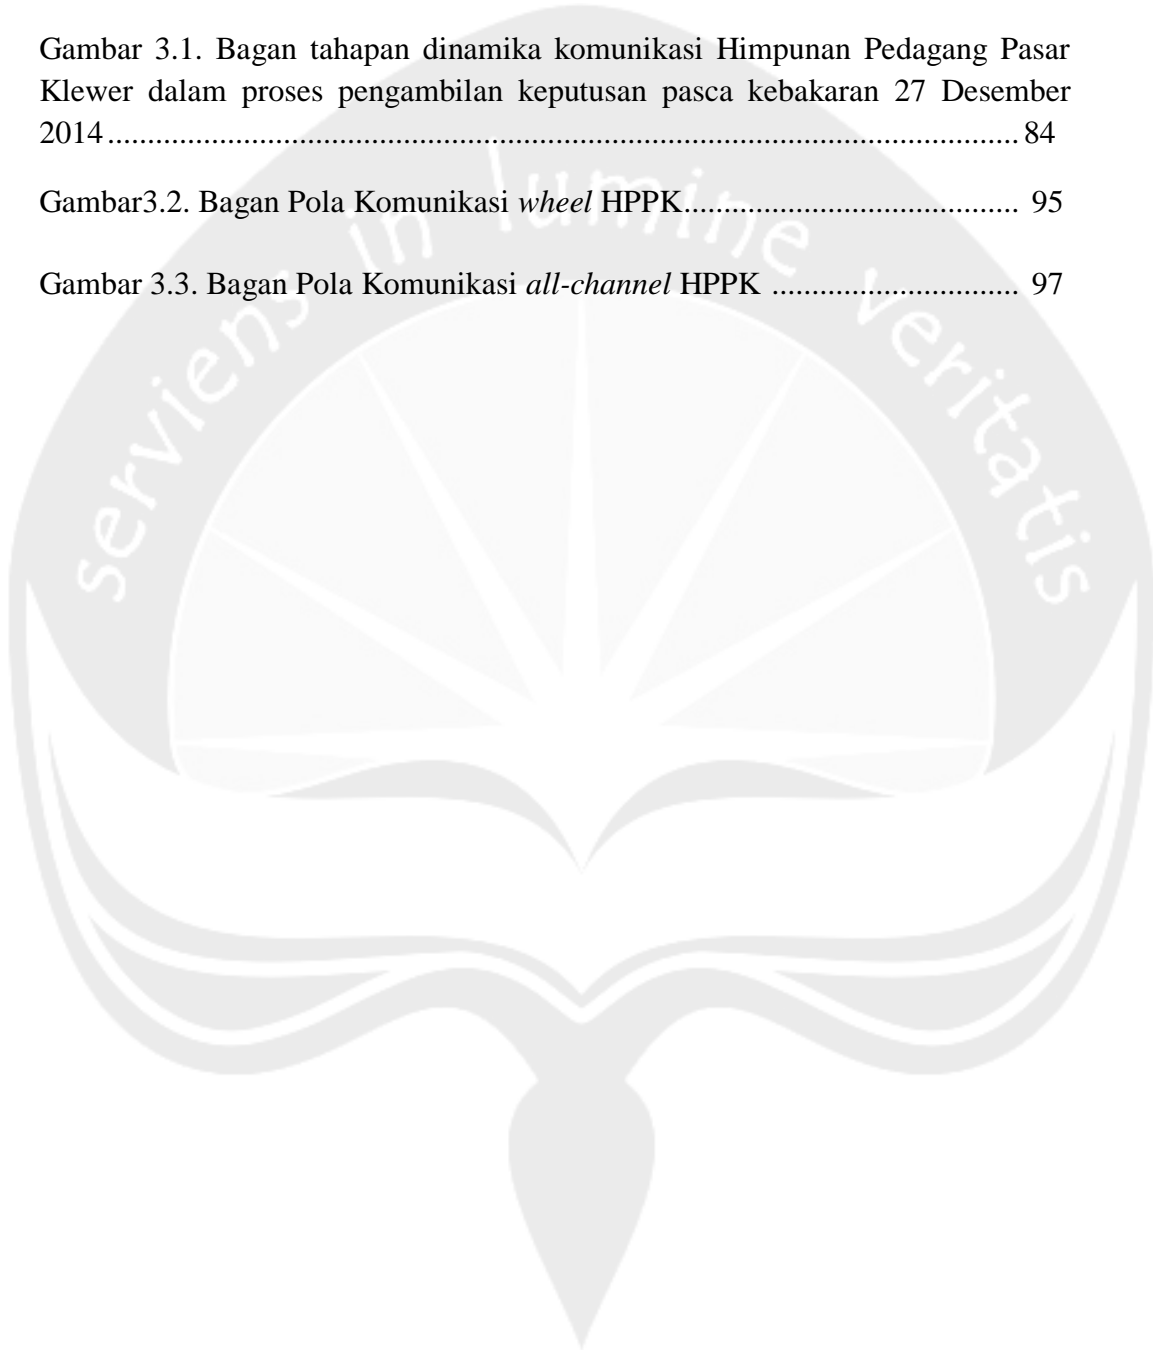 Gambar 3.1. Bagan tahapan dinamika komunikasi Himpunan Pedagang Pasar
Klewer dalam proses pengambilan keputusan pasca kebakaran 27 Desember
2014.................................................................................................................. 84
Gambar3.2. Bagan Pola Komunikasi wheel HPPK.......................................... 95
Gambar 3.3. Bagan Pola Komunikasi all-channel HPPK ............................... 97
serviens in lumine veritatis